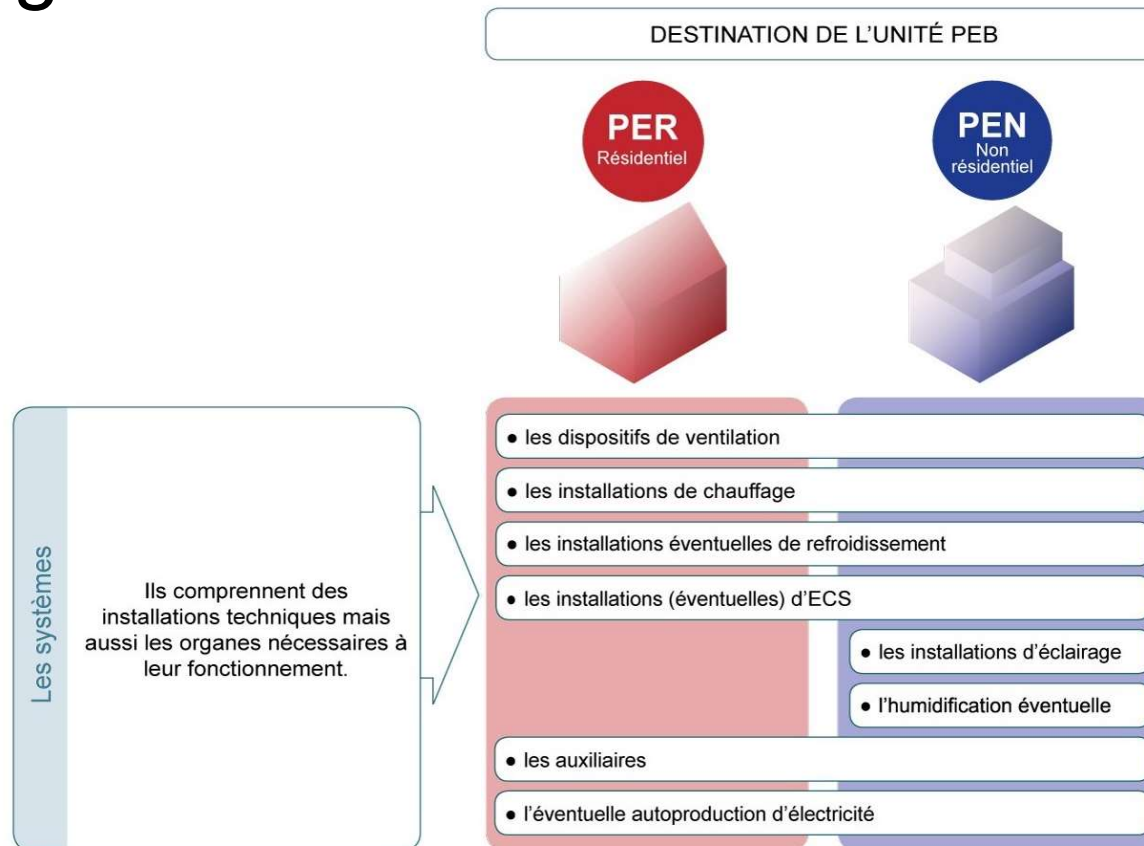 g
DESTINATION DE L'UNITÉ PEB
PER
Résidentiel
PEN
Non
résidentiel
Les systèmes
Ils comprennent des
installations techniques mais
aussi les organes nécessaires à
leur fonctionnement.
● les dispositifs de ventilation
● les installations de chauffage
● les installations éventuelles de refroidissement
● les installations (éventuelles) d'ECS
● les installations d'éclairage
● l'humidification éventuelle
● les auxiliaires
● l'éventuelle autoproduction d'électricité